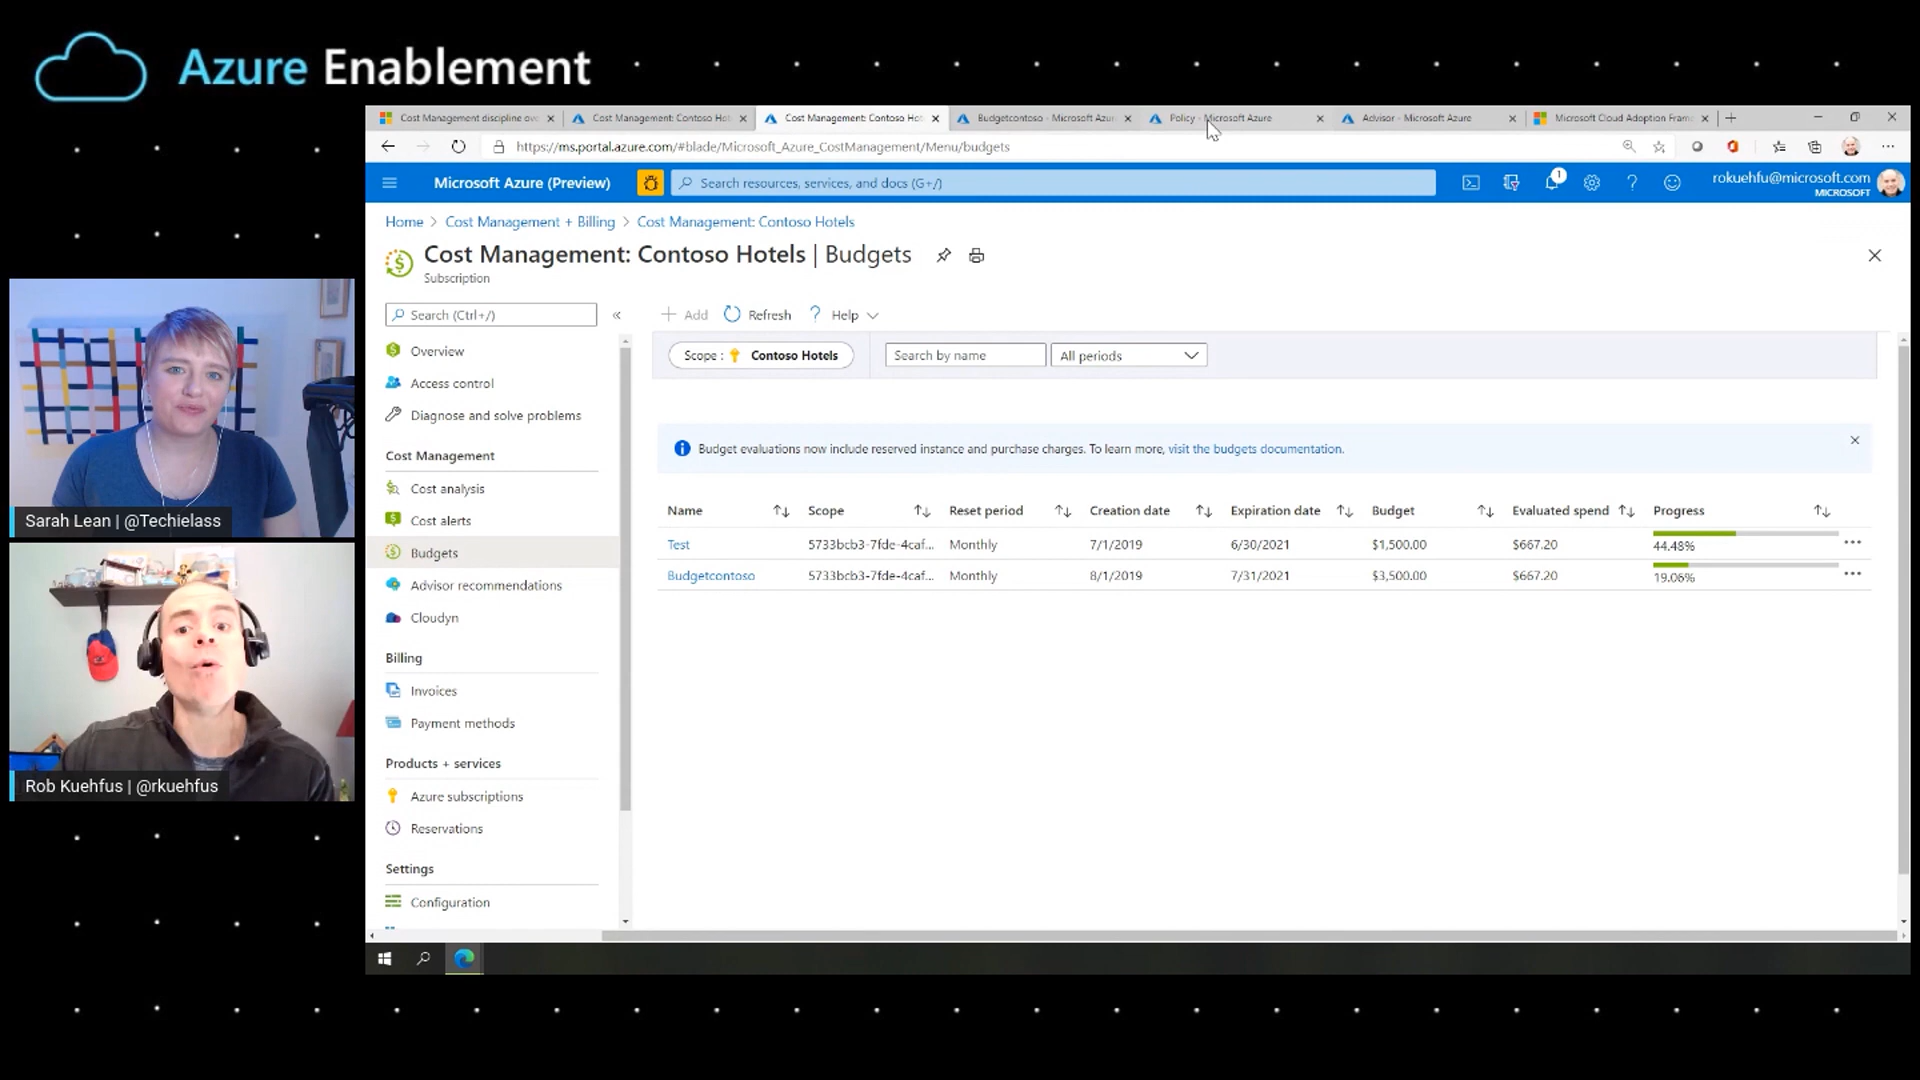 Azure Enablement
Cost Management discipline ove
Cost Management: Contoso Hot
Cost Management: Contoso Hot
Budgetcontoso - Microsoft Azur
Policy - Microsoft Azure
Advisor - Microsoft Azure
Microsoft Cloud Adoption Fram
https://ms.portal.azure.com/#blade/Microsoft_Azure_CostManagement/Menu/budgets
Microsoft Azure (Preview)
Search resources, services, and docs (G+/)
1
rokuehfu@microsoft.com
MICROSOFT
Home > Cost Management + Billing > Cost Management: Contoso Hotels
Cost Management: Contoso Hotels | Budgets
Subscription
Search (Ctrl+/)
«
Overview
Access control
Diagnose and solve problems
Cost Management
Cost analysis
Cost alerts
Budgets
Advisor recommendations
Cloudyn
Billing
Invoices
Payment methods
Products + services
Azure subscriptions
Reservations
Settings
Configuration
+ Add
Refresh
? Help
Scope : Contoso Hotels
Search by name
All periods
Budget evaluations now include reserved instance and purchase charges. To learn more, visit the budgets documentation.
Name Scope Reset period Creation date Expiration date Budget Evaluated spend Progress
Test 5733bcb3-7fde-4caf... Monthly 7/1/2019 6/30/2021 $1,500.00 $667.20 44.48%
Budgetcontoso 5733bcb3-7fde-4caf... Monthly 8/1/2019 7/31/2021 $3,500.00 $667.20 19.06%
Sarah Lean | @Techielass
Rob Kuehfus | @rkuehfus